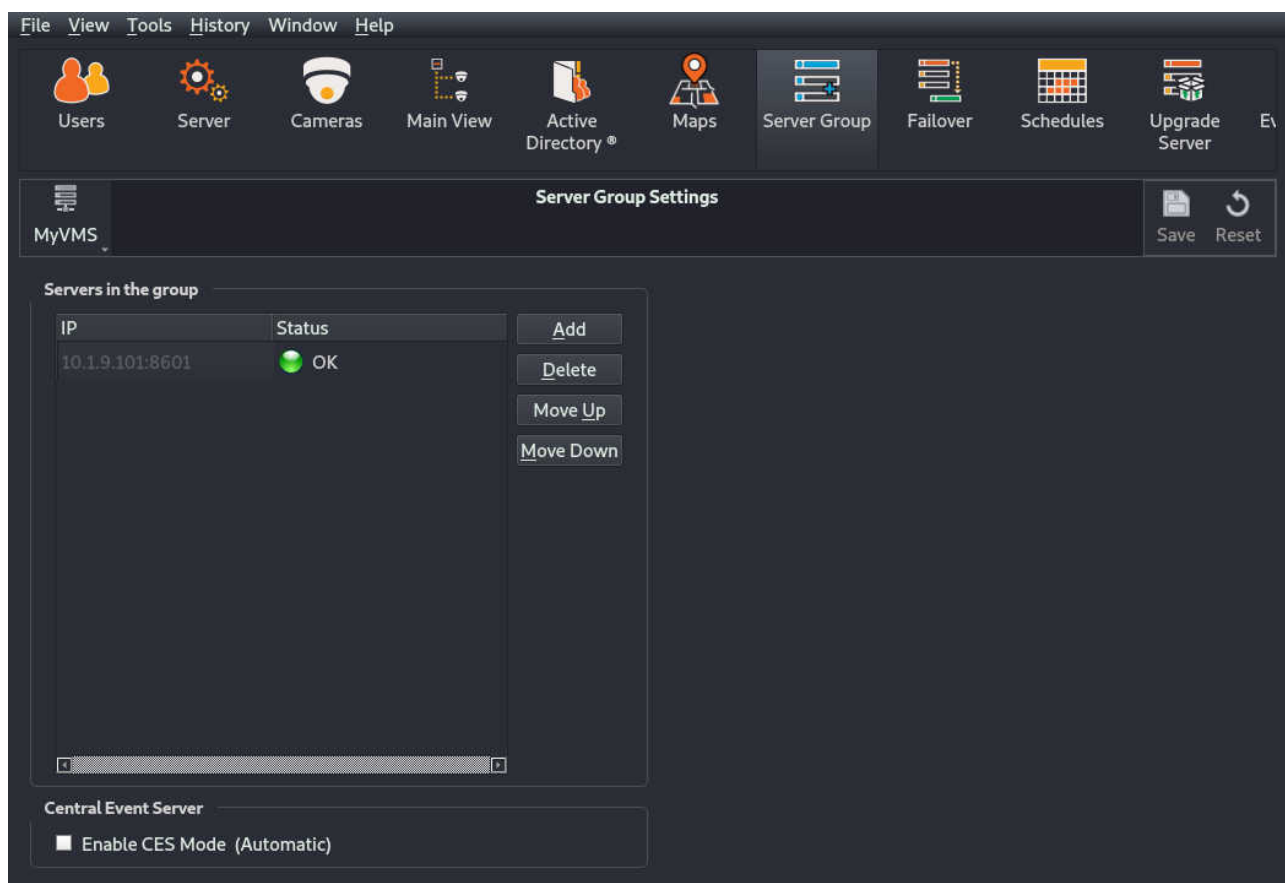 File View Tools History Window Help
Users Server Cameras Main View Active Directory ® Maps Server Group Failover Schedules Upgrade Server
Server Group Settings
MyVMS
Save Reset
Servers in the group
IP Status
10.1.9.101:8601 OK
Add
Delete
Move Up
Move Down
Central Event Server
Enable CES Mode (Automatic)